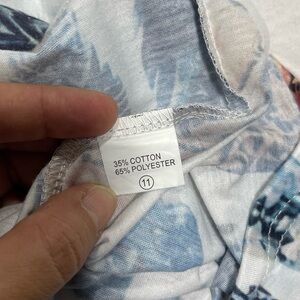 35% COTTON
65% POLYESTER
11